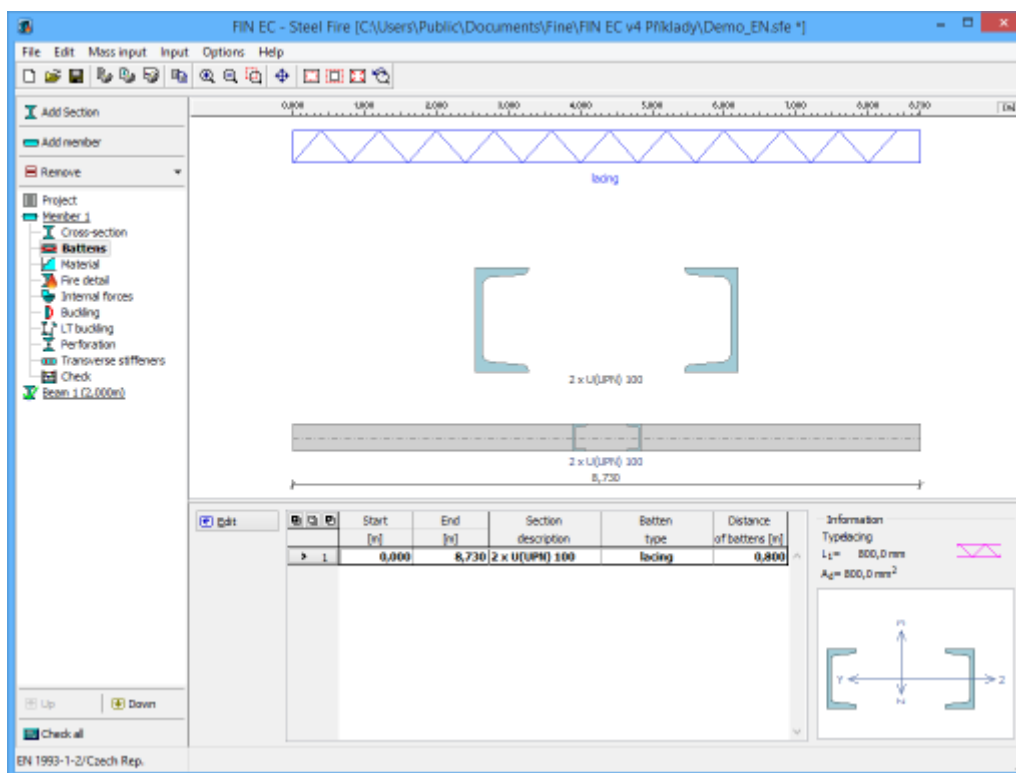 FIN EC - Steel Fire [C:\Users\Public\Documents\Fine\FIN EC v4 Příklady\Demo_EN.sfe *]
File Edit Mass input Input Options Help
Add Section
Add member
Remove
Project
Member 1
Cross-section
Battens
Material
Fire detail
Internal forces
Buckling
LT buckling
Perforation
Transverse stiffeners
Check
Beam 1 (2,000m)
Up Down
Check all
0,000 1,000 2,000 3,000 4,000 5,000 6,000 7,000 8,000 8,730 [m]
lacing
2 x U(UPN) 100
2 x U(UPN) 100
8,730
Edit
Start End Section Batten Distance
[m] [m] description type of battens [m]
1 0,000 8,730 2 x U(UPN) 100 lacing 0,800
Information
Type lacing
L1= 800,0 mm
Ad= 800,0 mm²
Y Z
EN 1993-1-2/Czech Rep.